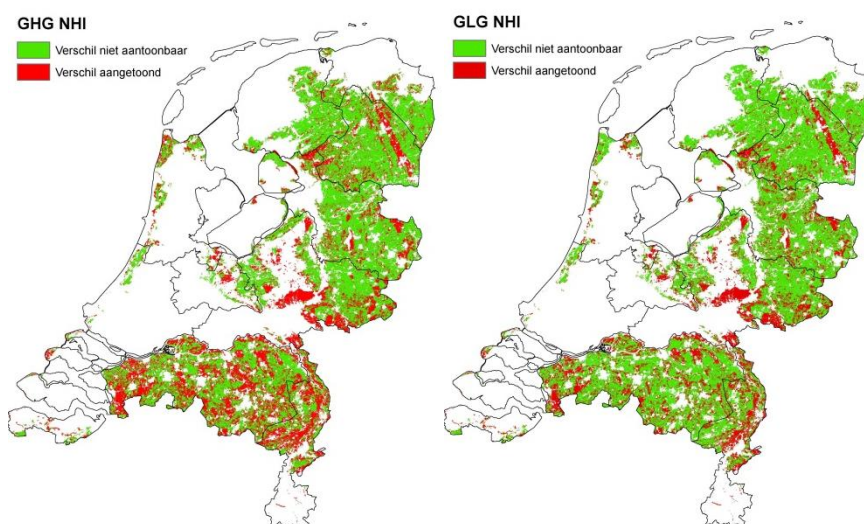 GHG NHI
Verschil niet aantoonbaar
Verschil aangetoond
GLG NHI
Verschil niet aantoonbaar
Verschil aangetoond